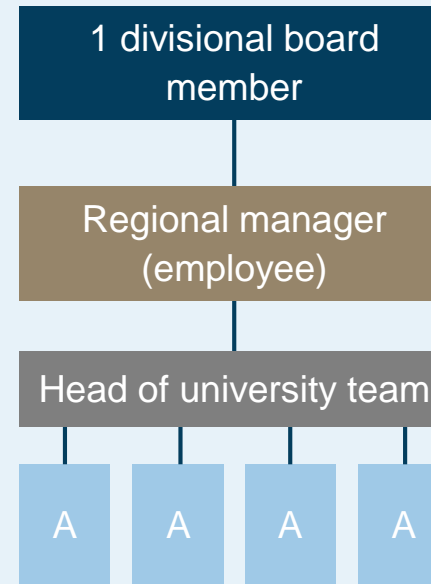 1 divisional board
member
Regional manager
(employee)
Head of university team
A A A A